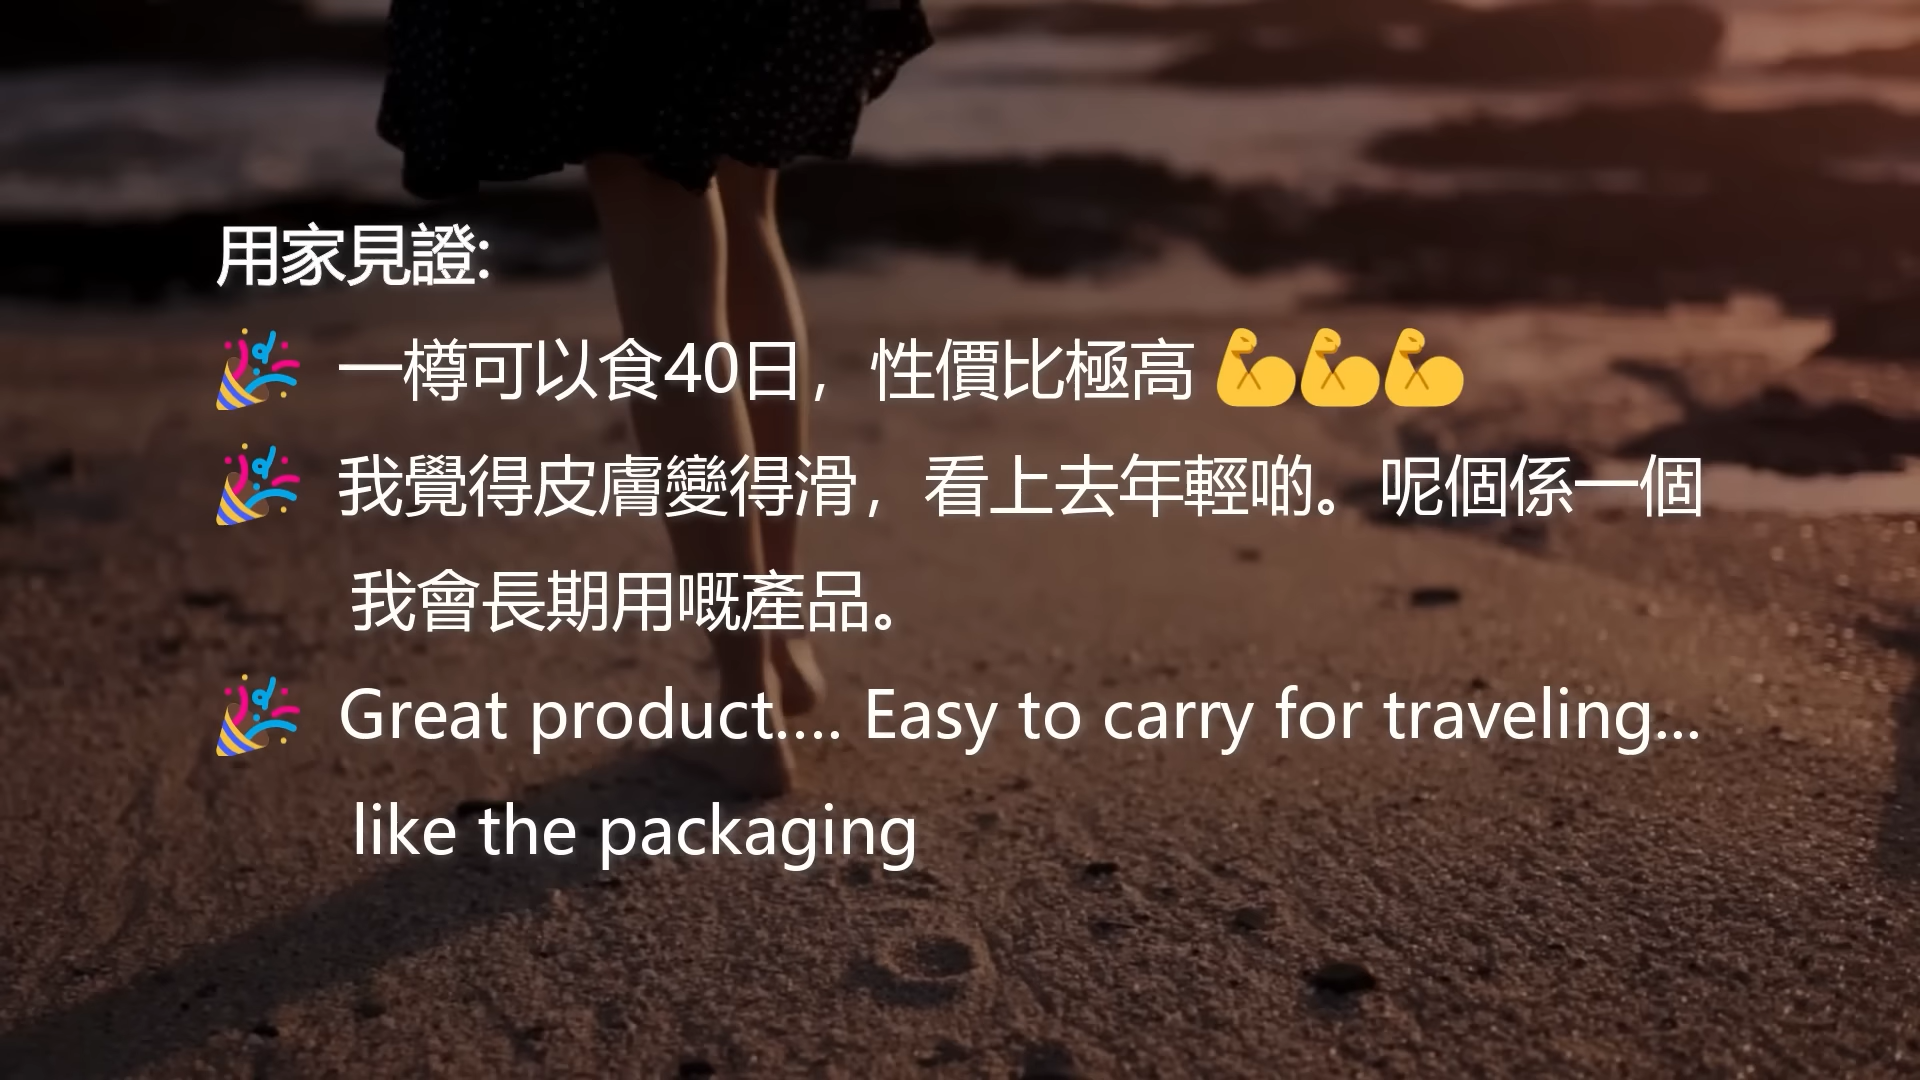 用家見證:
🎉 一樽可以食40日，性價比極高 💪💪💪
🎉 我覺得皮膚變得滑，看上去年輕啲。呢個係一個
我會長期用嘅產品。
🎉 Great product.... Easy to carry for traveling...
like the packaging